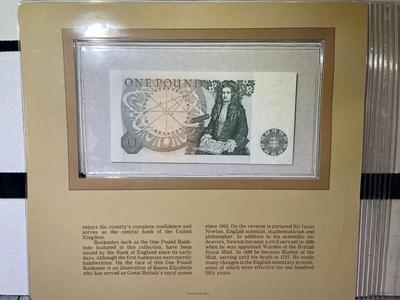 ONE POUND
£1
enjoys the country's complete confidence and
serves as the central bank of the United
Kingdom.
Banknotes such as the One Pound Bank-
note featured in this collection, have been
issued by the Bank of England since early days,
although the first banknotes were merely
handwritten. On the face of this One Pound
Banknote is an illustration of Queen Elizabeth
who has served as Great Britain's royal queen
since 1952. On the reverse is pictured Sir Isaac
Newton, English scientist, mathematician and
philosopher. In addition to his scientific en-
deavors, Newton became a civil servant in 1696
when he was appointed Warden of the British
Royal Mint. In 1699 he became Master of the
Mint, serving until his death in 1727. He made
many changes in the English monetary system,
some of which were effective for one hundred
fifty years.